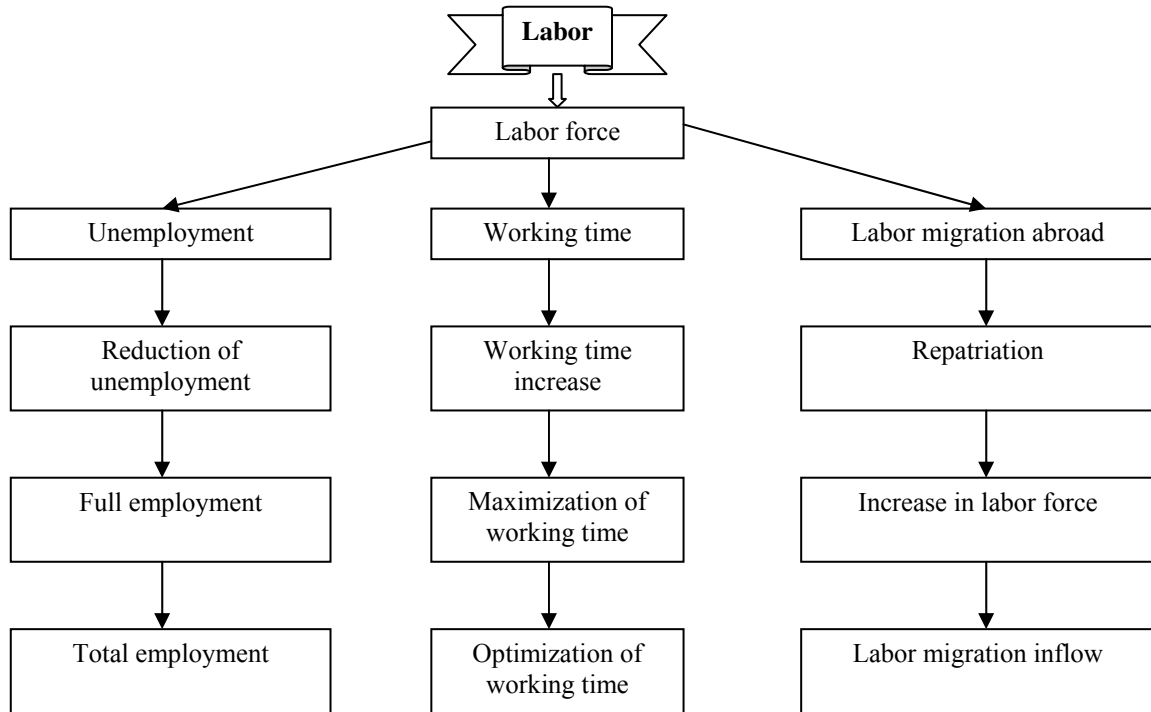 Labor
Labor force
Unemployment
Working time
Labor migration abroad
Reduction of
unemployment
Working time
increase
Repatriation
Full employment
Maximization of
working time
Increase in labor force
Total employment
Optimization of
working time
Labor migration inflow